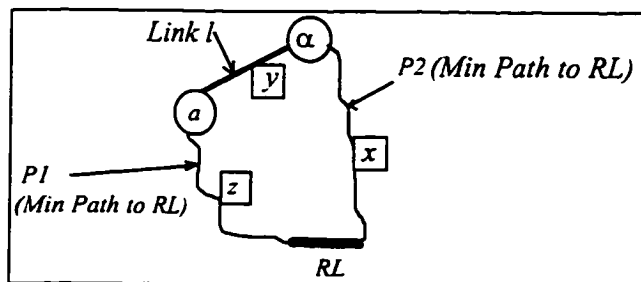 Link l
α
P2 (Min Path to RL)
y
a
x
P1
(Min Path to RL)
z
RL